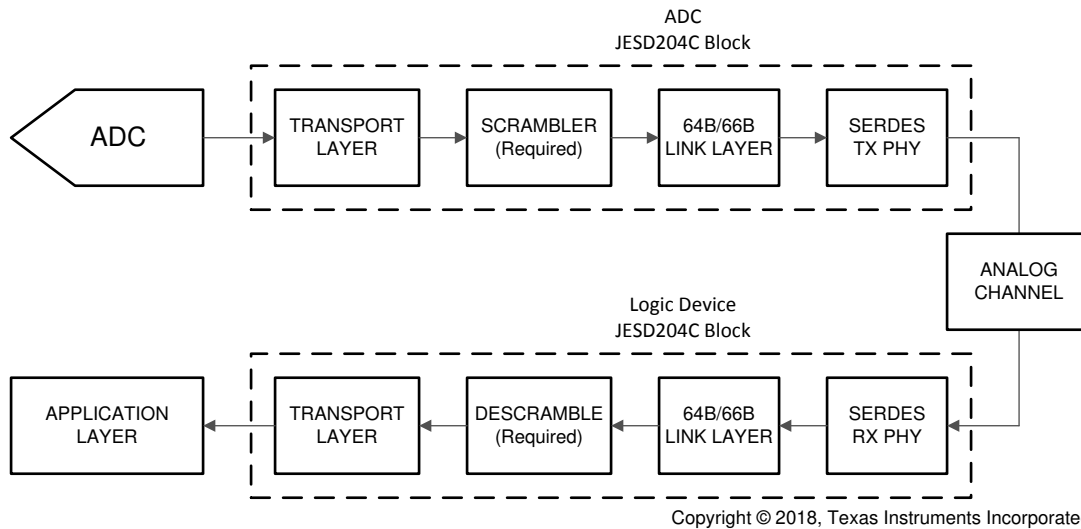 ADC
JESD204C Block
ADC
TRANSPORT
LAYER
SCRAMBLER
(Required)
64B/66B
LINK LAYER
SERDES
TX PHY
ANALOG
CHANNEL
Logic Device
JESD204C Block
APPLICATION
LAYER
TRANSPORT
LAYER
DESCRAMBLE
(Required)
64B/66B
LINK LAYER
SERDES
RX PHY
Copyright © 2018, Texas Instruments Incorporate